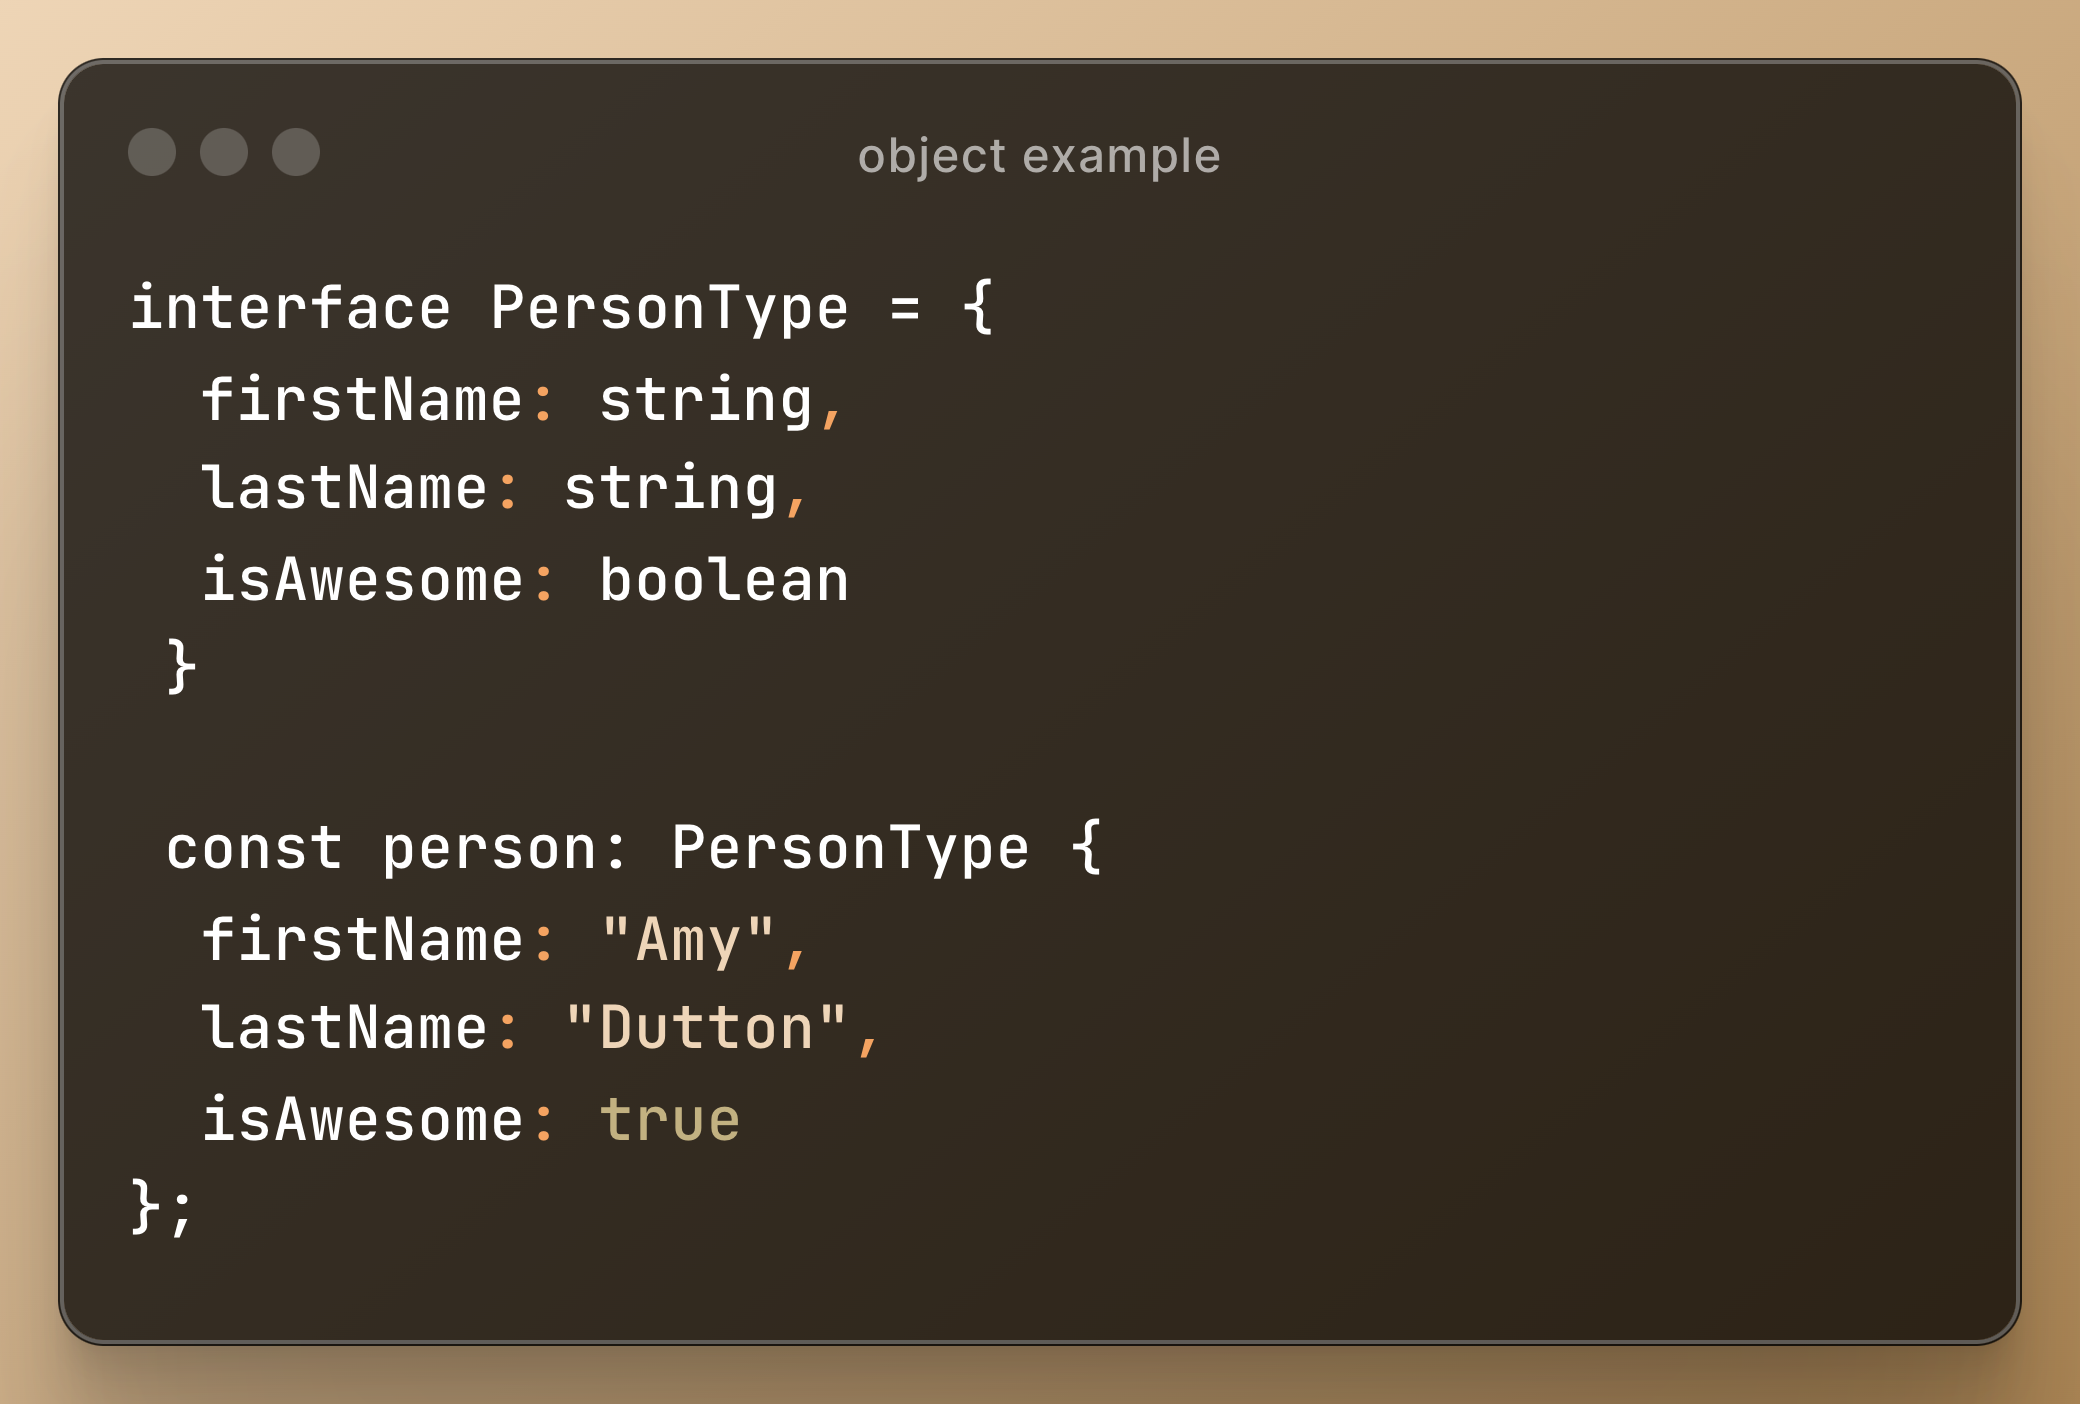 object example
interface PersonType = {
  firstName: string,
  lastName: string,
  isAwesome: boolean
 }

 const person: PersonType {
  firstName: "Amy",
  lastName: "Dutton",
  isAwesome: true
};